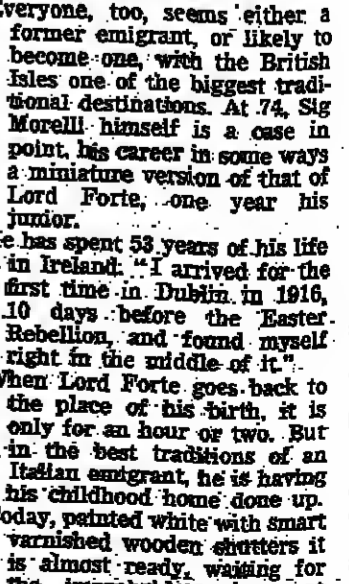 veryone, too, seems either a
former emigrant, or likely to
become one, with the British
Isles one of the biggest tradi-
tional destinations. At 74, Sig
Morelli himself is a case in
point, his career in some ways
a miniature version of that of
Lord Forte, one year his
junior.
e has spent 53 years of his life
in Ireland: "I arrived for the
first time in Dublin in 1916,
10 days before the Easter
Rebellion, and found myself
right in the middle of it."
When Lord Forte goes back to
the place of his birth, it is
only for an hour or two. But
in the best traditions of an
Italian emigrant, he is having
his childhood home done up.
oday, painted white with smart
varnished wooden shutters it
is almost ready, waiting for